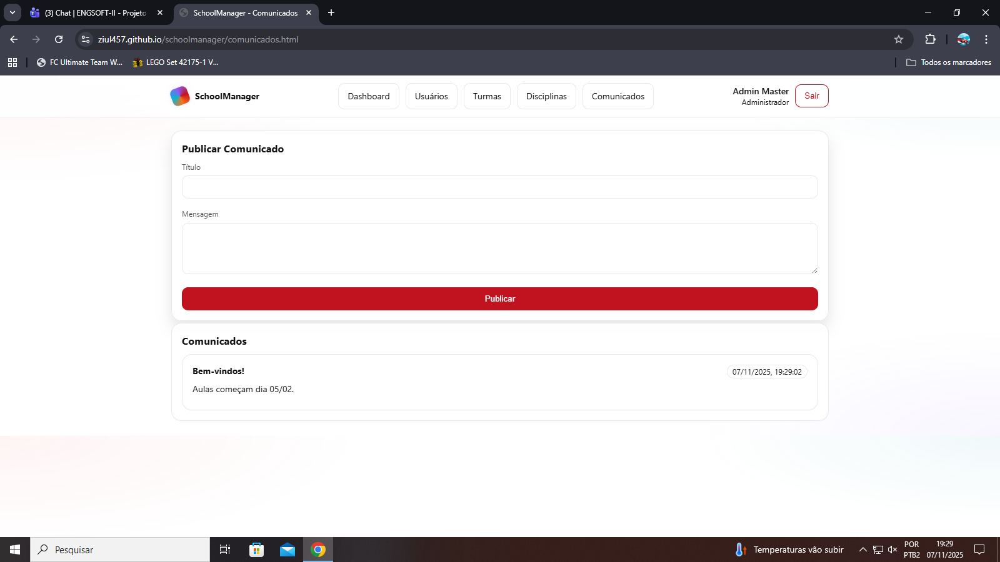 (3) Chat | ENGSOFT-II - Projeto
SchoolManager - Comunicados
ziul457.github.io/schoolmanager/comunicados.html
FC Ultimate Team W...
LEGO Set 42175-1 V...
Todos os marcadores
SchoolManager
Dashboard
Usuários
Turmas
Disciplinas
Comunicados
Admin Master
Administrador
Sair
Publicar Comunicado
Título
Mensagem
Publicar
Comunicados
Bem-vindos!
07/11/2025, 19:29:02
Aulas começam dia 05/02.
Pesquisar
Temperaturas vão subir
POR
PTB2
19:29
07/11/2025